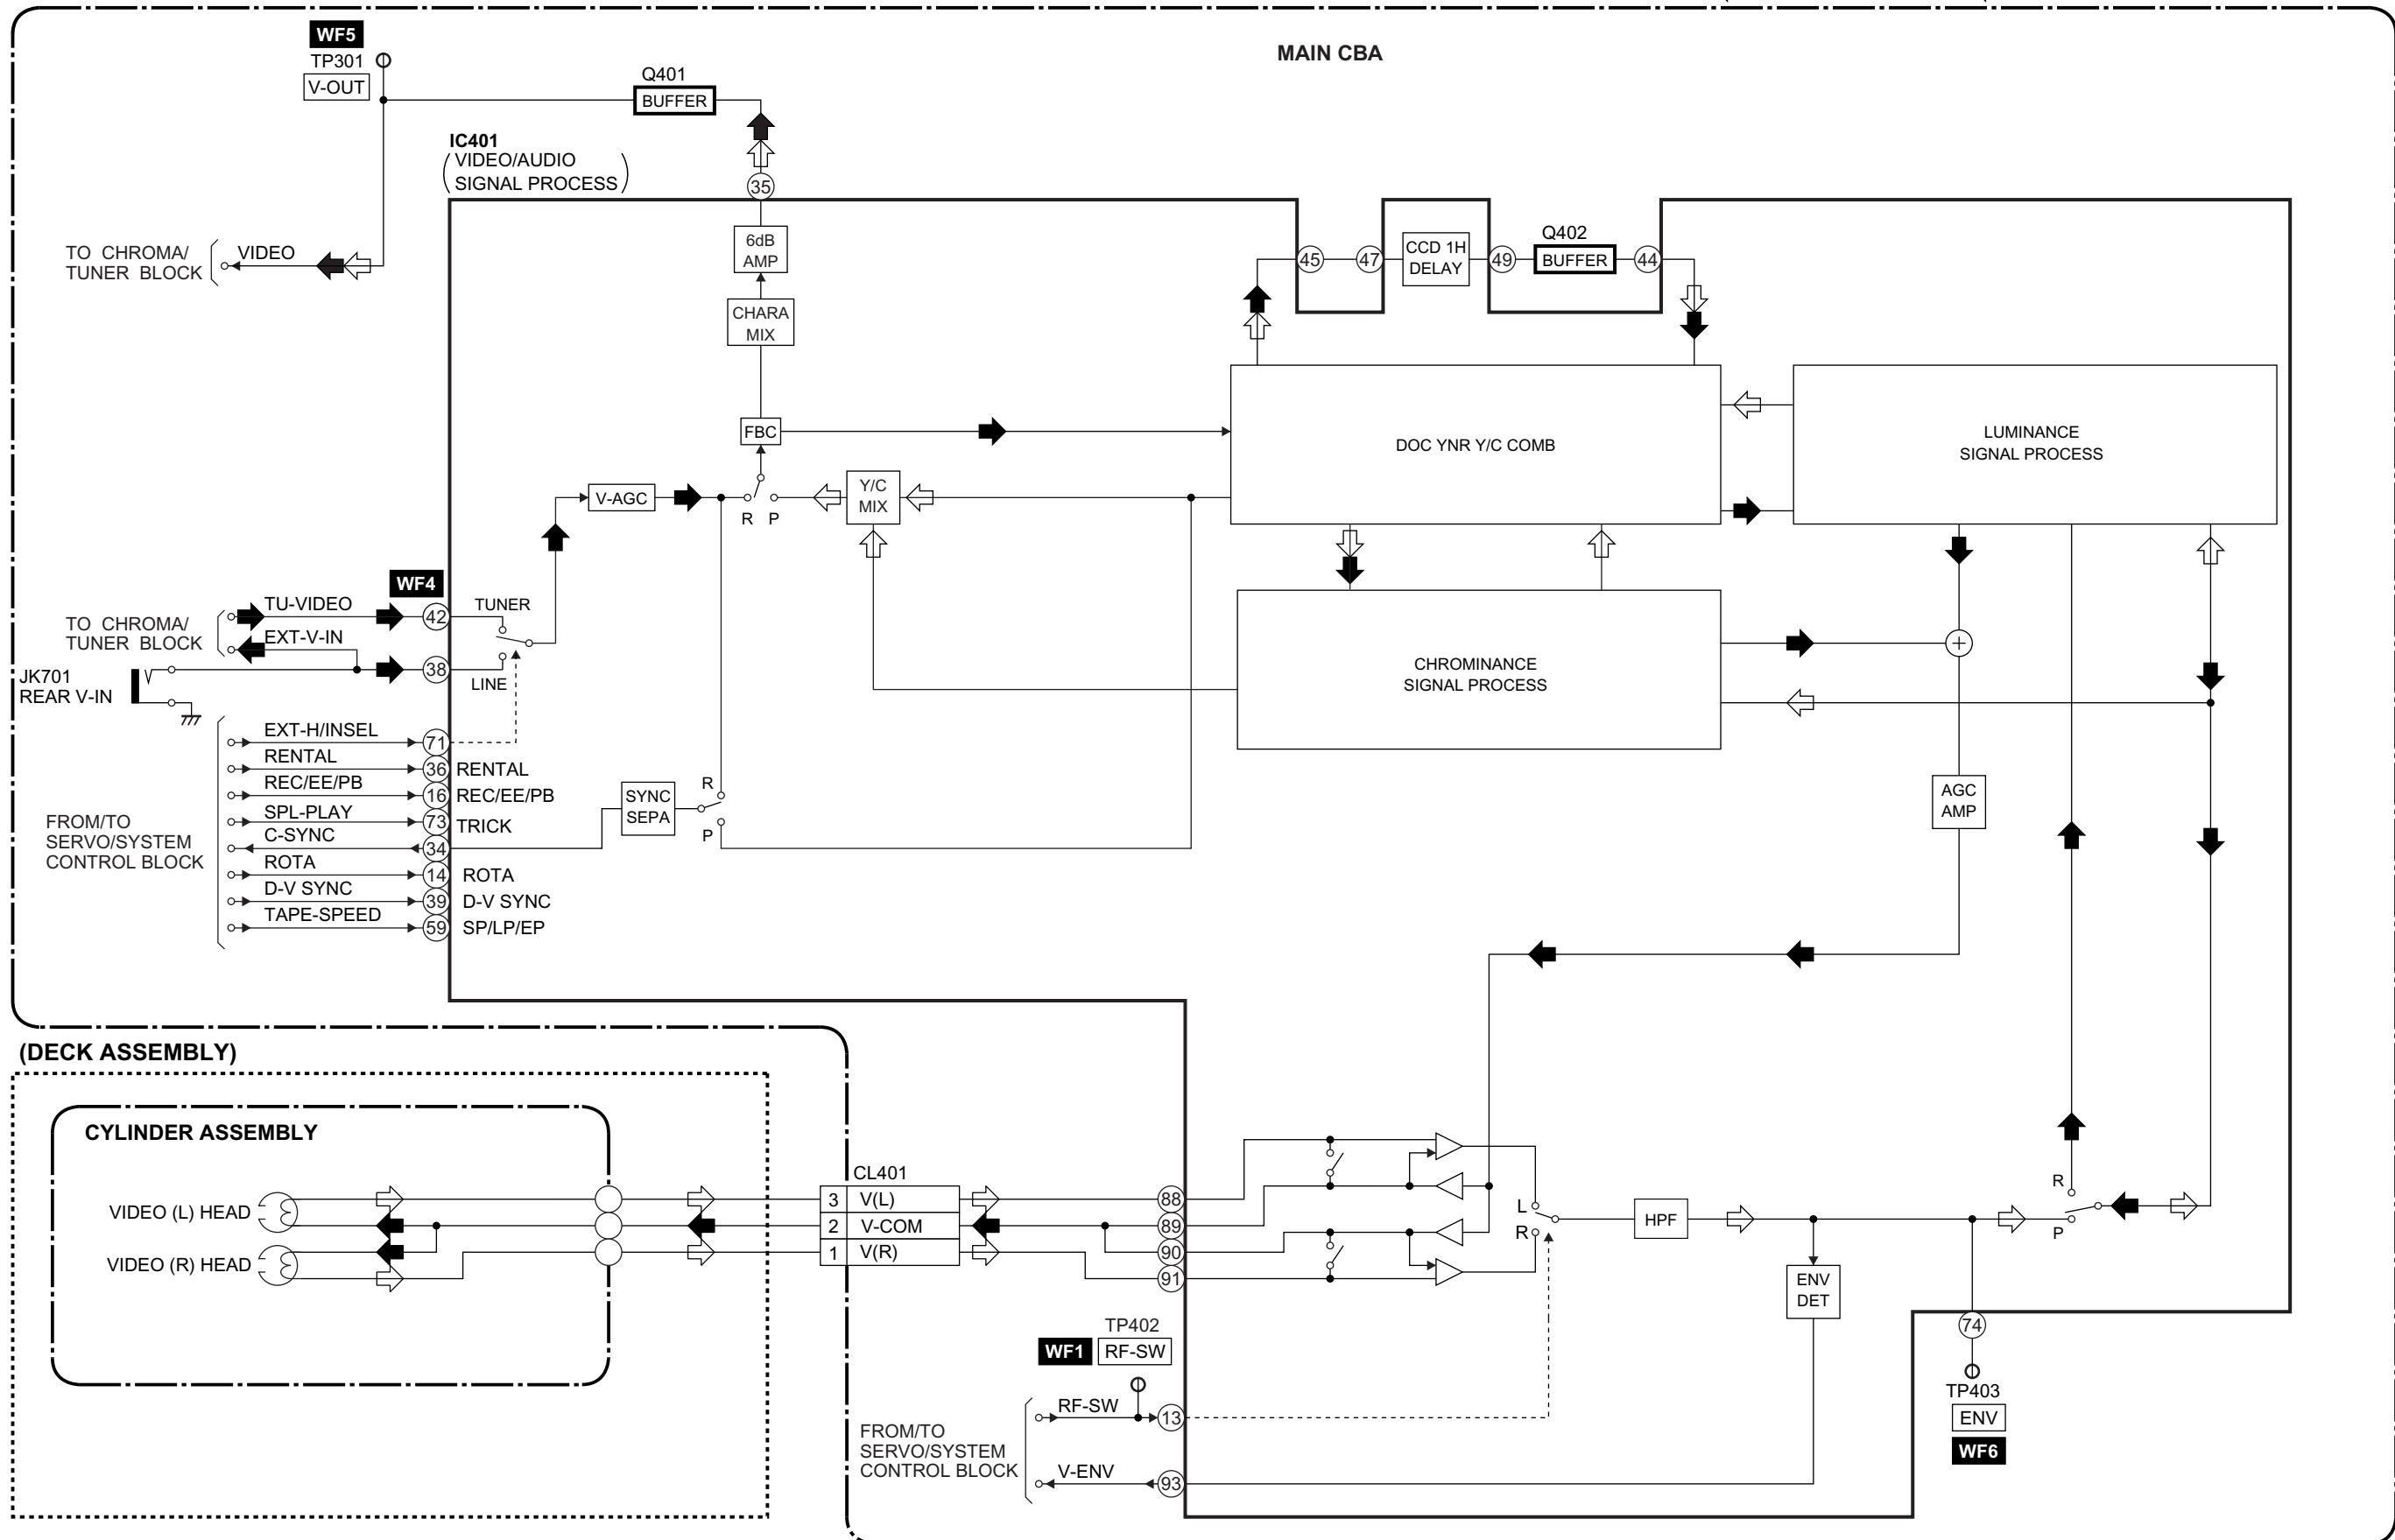 MAIN CBA
WF5
TP301
V-OUT
Q401
BUFFER
IC401
VIDEO/AUDIO
SIGNAL PROCESS
35
6dB
AMP
CHARA
MIX
FBC
TO CHROMA/
TUNER BLOCK
VIDEO
45
47
CCD 1H
DELAY
49
Q402
BUFFER
44
DOC YNR Y/C COMB
LUMINANCE
SIGNAL PROCESS
V-AGC
R P
Y/C
MIX
WF4
TO CHROMA/
TUNER BLOCK
TU-VIDEO
42
TUNER
EXT-V-IN
38
LINE
JK701
REAR V-IN
CHROMINANCE
SIGNAL PROCESS
+
FROM/TO
SERVO/SYSTEM
CONTROL BLOCK
EXT-H/INSEL
71
RENTAL
36
RENTAL
REC/EE/PB
16
REC/EE/PB
SPL-PLAY
73
TRICK
C-SYNC
34
ROTA
14
ROTA
D-V SYNC
39
D-V SYNC
TAPE-SPEED
59
SP/LP/EP
SYNC
SEPA
R
P
AGC
AMP
(DECK ASSEMBLY)
CYLINDER ASSEMBLY
VIDEO (L) HEAD
VIDEO (R) HEAD
CL401
3 V(L)
2 V-COM
1 V(R)
88
89
90
91
L
R
HPF
R
P
ENV
DET
74
TP403
ENV
WF6
TP402
WF1
RF-SW
FROM/TO
SERVO/SYSTEM
CONTROL BLOCK
RF-SW
13
V-ENV
93